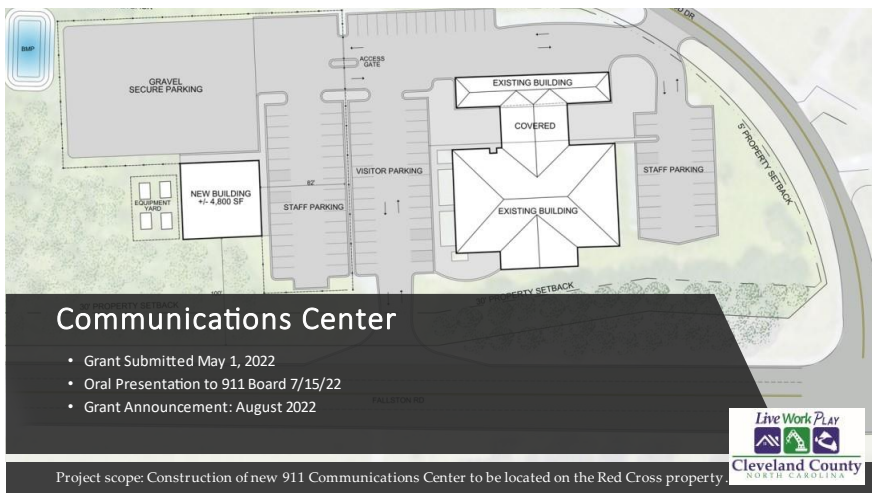 BMP
GRAVEL
SECURE PARKING
ACCESS
GATE
EXISTING BUILDING
COVERED
5' PROPERTY SETBACK
NEW BUILDING
+/- 4,800 SF
EQUIPMENT
YARD
82'
STAFF PARKING
VISITOR PARKING
EXISTING BUILDING
STAFF PARKING
100'
30' PROPERTY SETBACK
PROPERTY SETBACK
Communications Center
• Grant Submitted May 1, 2022
• Oral Presentation to 911 Board 7/15/22
• Grant Announcement: August 2022
FALLSTON RD
Live Work Play
Cleveland County
NORTH CAROLINA
Project scope: Construction of new 911 Communications Center to be located on the Red Cross property.